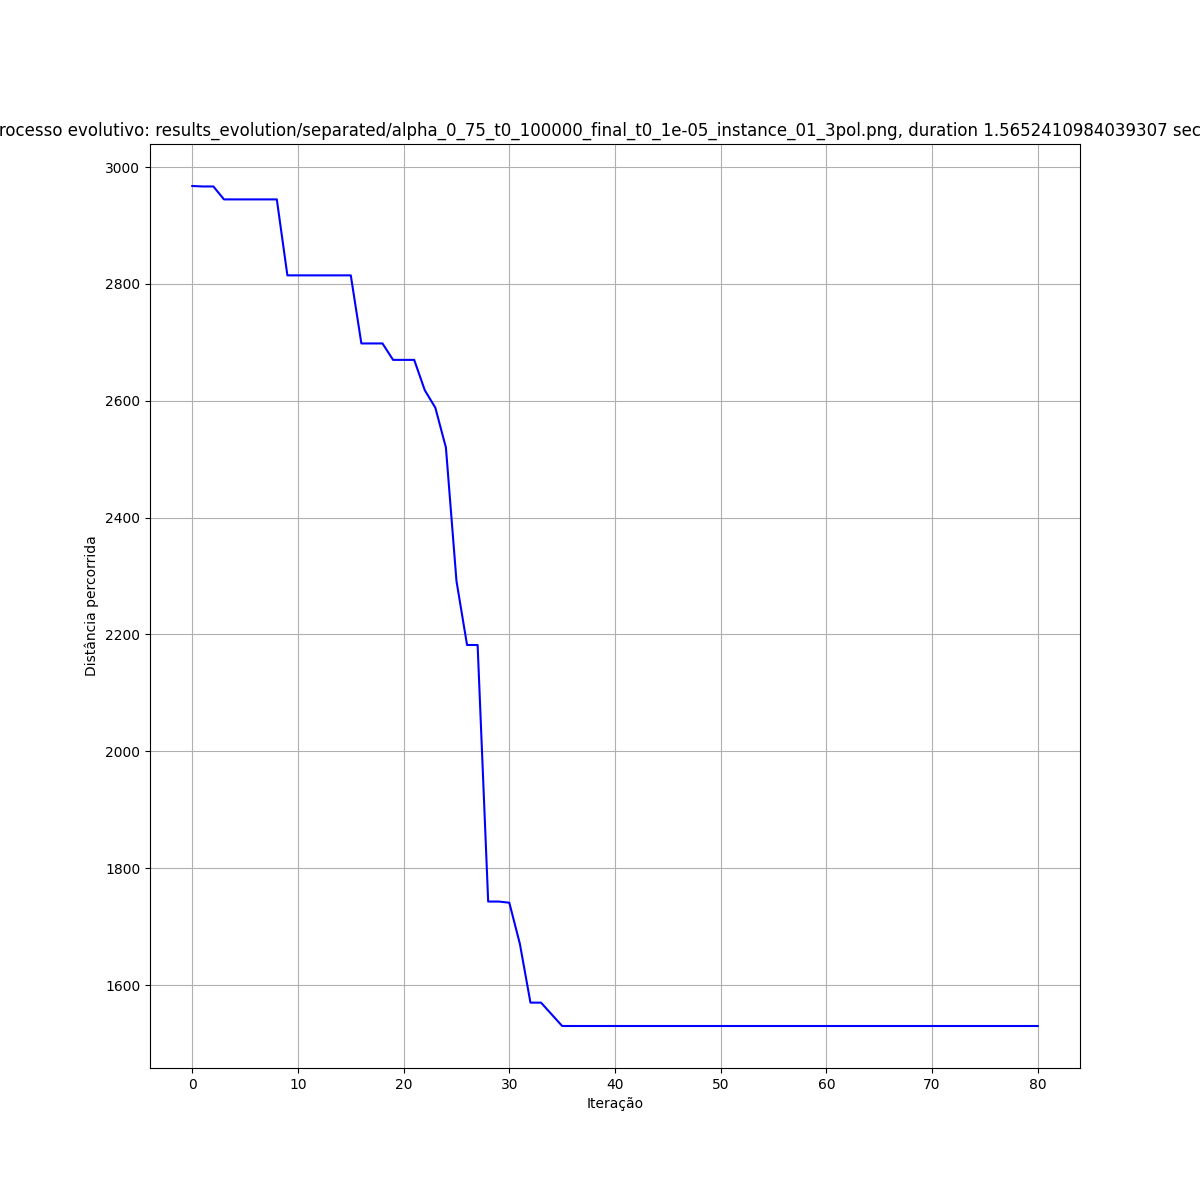 rocesso evolutivo: results_evolution/separated/alpha_0_75_t0_100000_final_t0_1e-05_instance_01_3pol.png, duration 1.5652410984039307 sec
3000
2800
2600
2400
2200
2000
1800
1600
Distância percorrida
0 10 20 30 40 50 60 70 80
Iteração